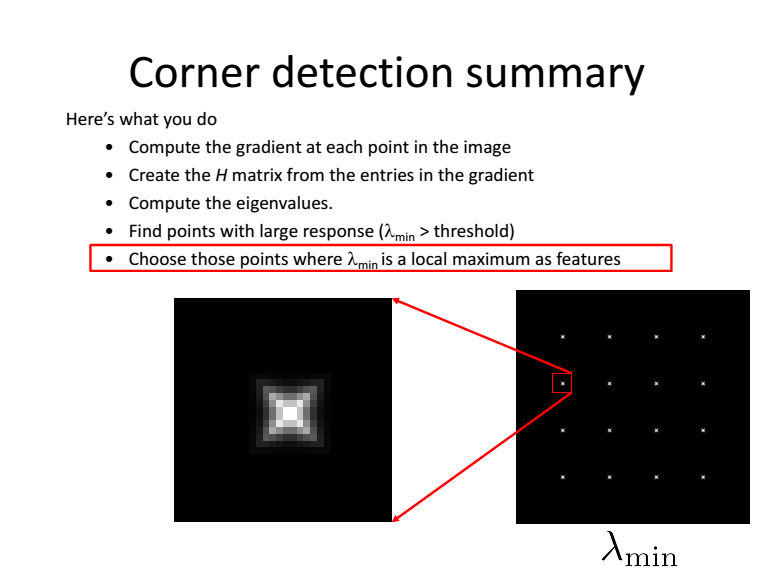 Corner detection summary
Here’s what you do
• Compute the gradient at each point in the image
• Create the H matrix from the entries in the gradient
• Compute the eigenvalues.
• Find points with large response (λmin > threshold)
• Choose those points where λmin is a local maximum as features
λmin